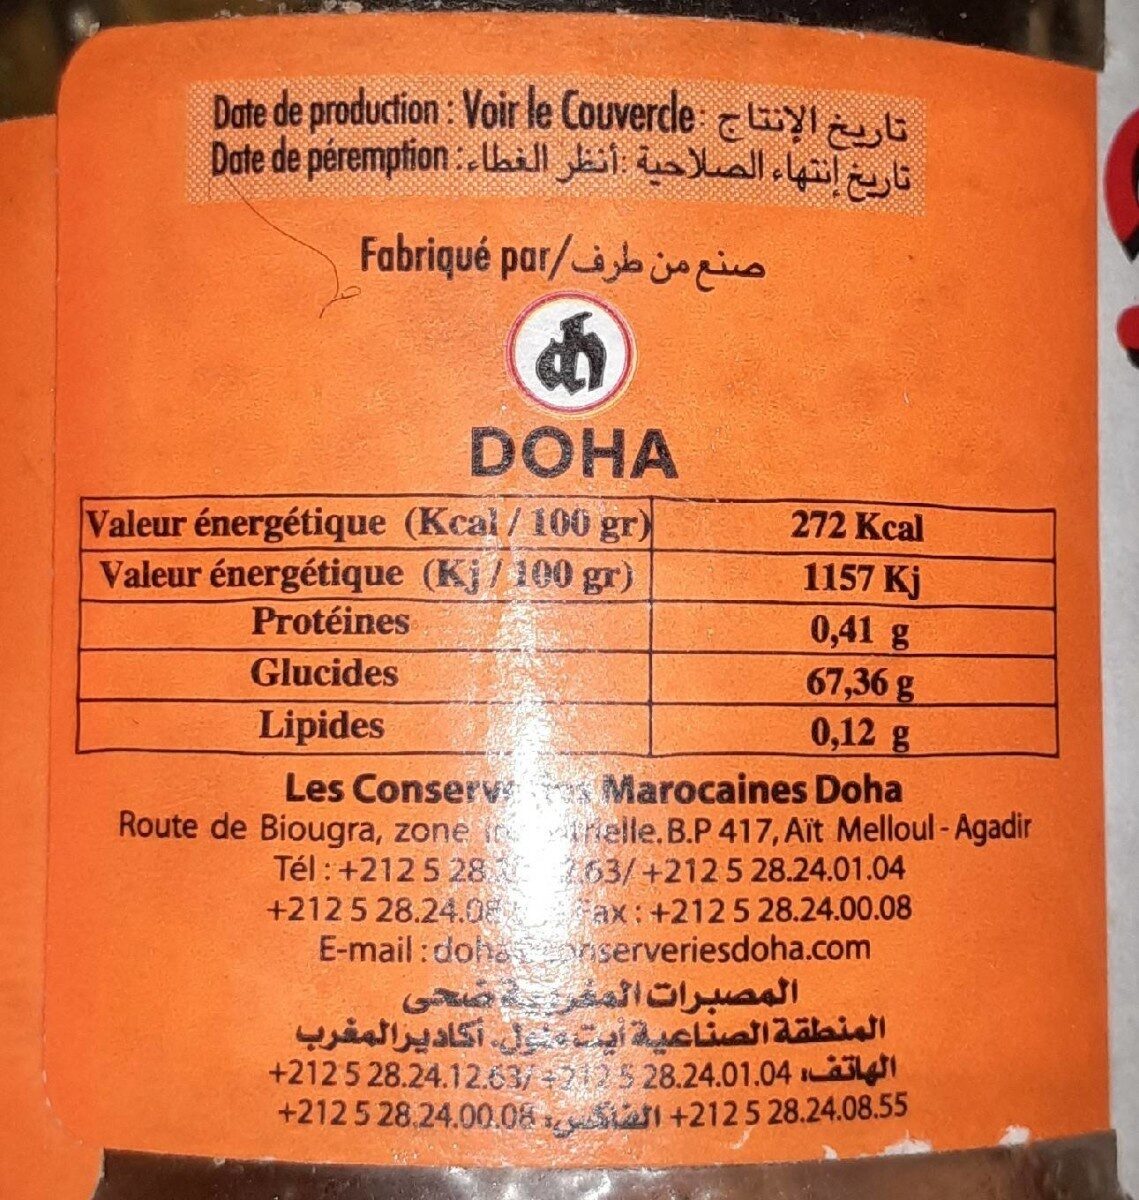 Date de production : Voir le Couvercle: تاريخ الإنتاج
Date de péremption : تاريخ إنتهاء الصلاحية :أنظر الغطاء
Fabriqué par/صنع من طرف
DOHA
Valeur énergétique (Kcal / 100 gr) 272 Kcal
Valeur énergétique (Kj / 100 gr) 1157 Kj
Protéines 0,41 g
Glucides 67,36 g
Lipides 0,12 g
Les Marocaines Doha
Route de Biougra, zone B.P 417, Aït Melloul - Agadir
Tél : +212 5 28. / +212 5 28.24.01.04
+212 5 28.24. Fax : +212 5 28.24.00.08
E-mail :
المصبرات المغربية ضحى
المنطقة الصناعية أيت ملول. أكادير المغرب
الهاتف: +212 5 28.24.12.63/ +212 5 28.24.01.04
+212 5 28.24.08.55 الفاكس: +212 5 28.24.00.08